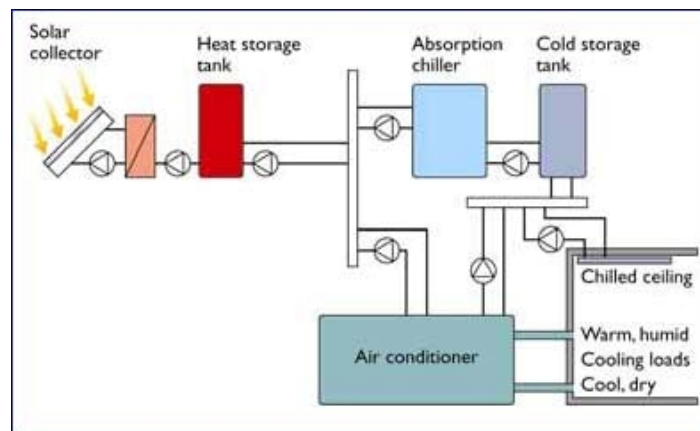 Solar
collector
Heat storage
tank
Absorption
chiller
Cold storage
tank
Chilled ceiling
Warm, humid
Cooling loads
Cool, dry
Air conditioner